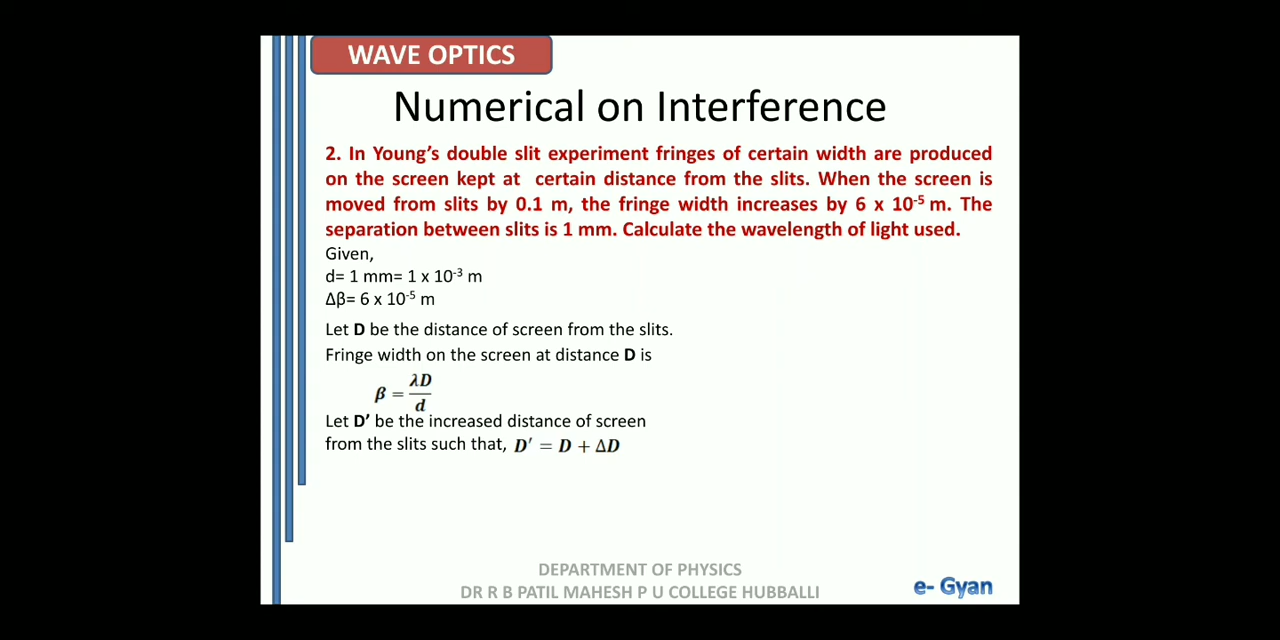 WAVE OPTICS
Numerical on Interference
2. In Young's double slit experiment fringes of certain width are produced
on the screen kept at certain distance from the slits. When the screen is
moved from slits by 0.1 m, the fringe width increases by 6 x 10⁻⁵ m. The
separation between slits is 1 mm. Calculate the wavelength of light used.
Given,
d= 1 mm= 1 x 10⁻³ m
Δβ= 6 x 10⁻⁵ m
Let D be the distance of screen from the slits.
Fringe width on the screen at distance D is
β = λD/d
Let D’ be the increased distance of screen
from the slits such that, D′ = D + ΔD
DEPARTMENT OF PHYSICS
DR R B PATIL MAHESH P U COLLEGE HUBBALLI
e- Gyan